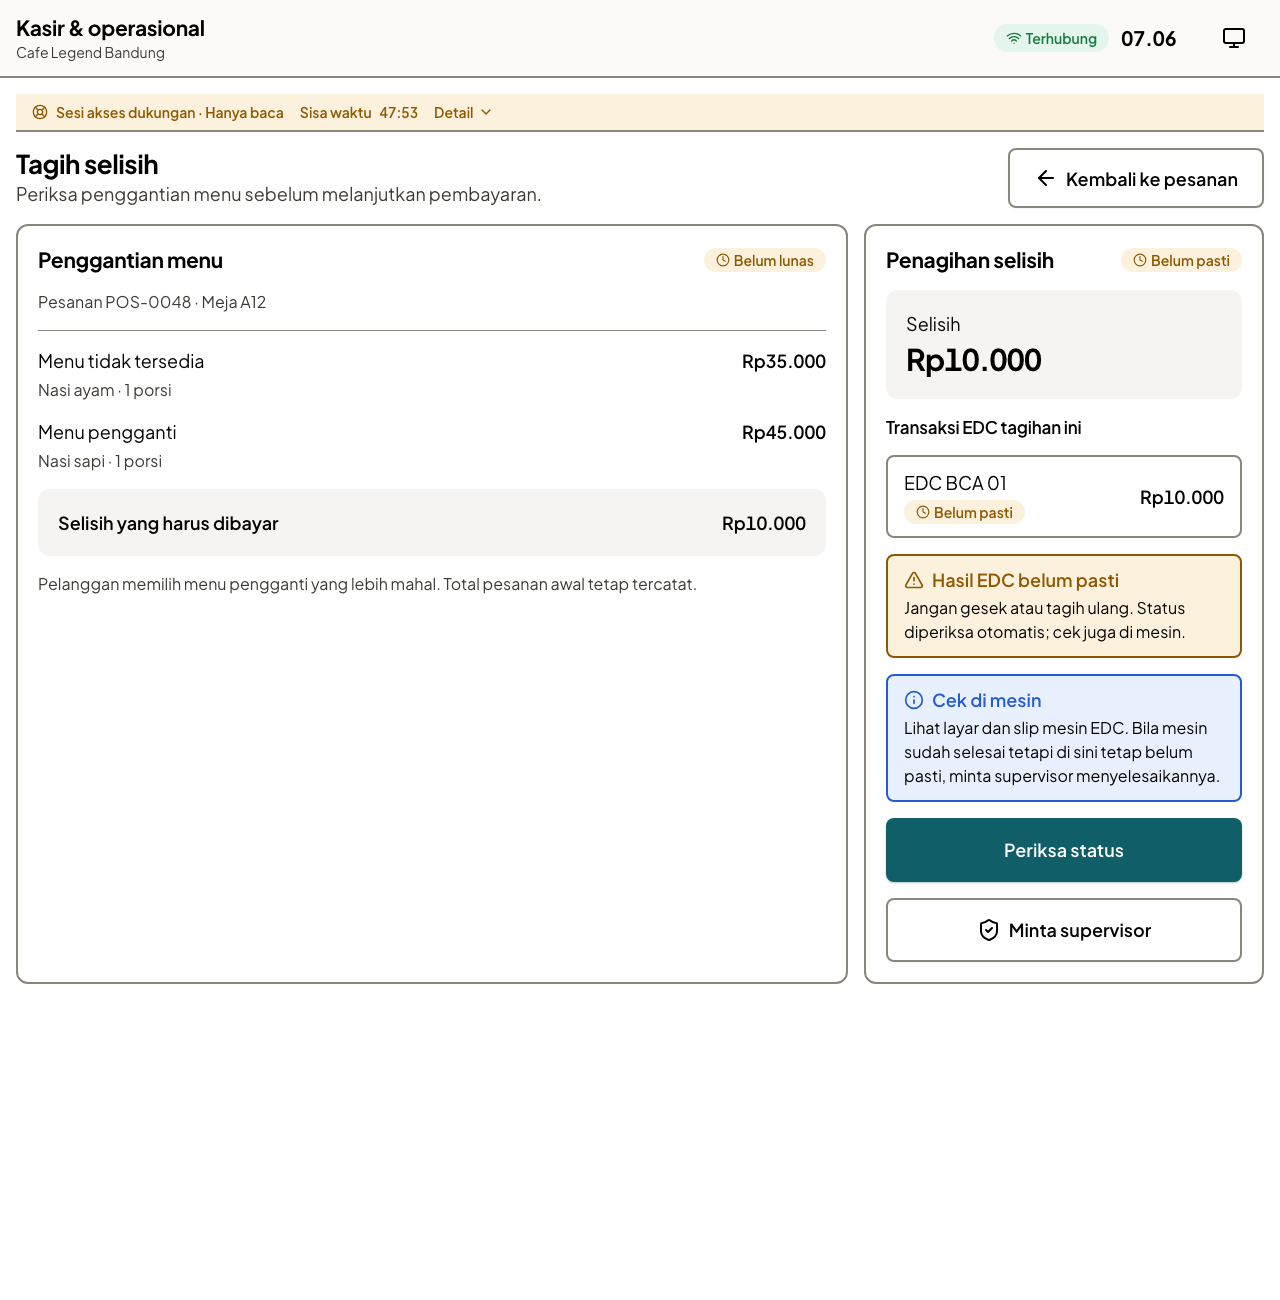 Kasir & operasional
Cafe Legend Bandung
Terhubung
07.06
Sesi akses dukungan · Hanya baca
Sisa waktu 47:53
Detail
Tagih selisih
Periksa penggantian menu sebelum melanjutkan pembayaran.
Kembali ke pesanan
Penggantian menu
Belum lunas
Pesanan POS-0048 · Meja A12
Menu tidak tersedia
Rp35.000
Nasi ayam · 1 porsi
Menu pengganti
Rp45.000
Nasi sapi · 1 porsi
Selisih yang harus dibayar
Rp10.000
Pelanggan memilih menu pengganti yang lebih mahal. Total pesanan awal tetap tercatat.
Penagihan selisih
Belum pasti
Selisih
Rp10.000
Transaksi EDC tagihan ini
EDC BCA 01
Belum pasti
Rp10.000
Hasil EDC belum pasti
Jangan gesek atau tagih ulang. Status
diperiksa otomatis; cek juga di mesin.
Cek di mesin
Lihat layar dan slip mesin EDC. Bila mesin
sudah selesai tetapi di sini tetap belum
pasti, minta supervisor menyelesaikannya.
Periksa status
Minta supervisor